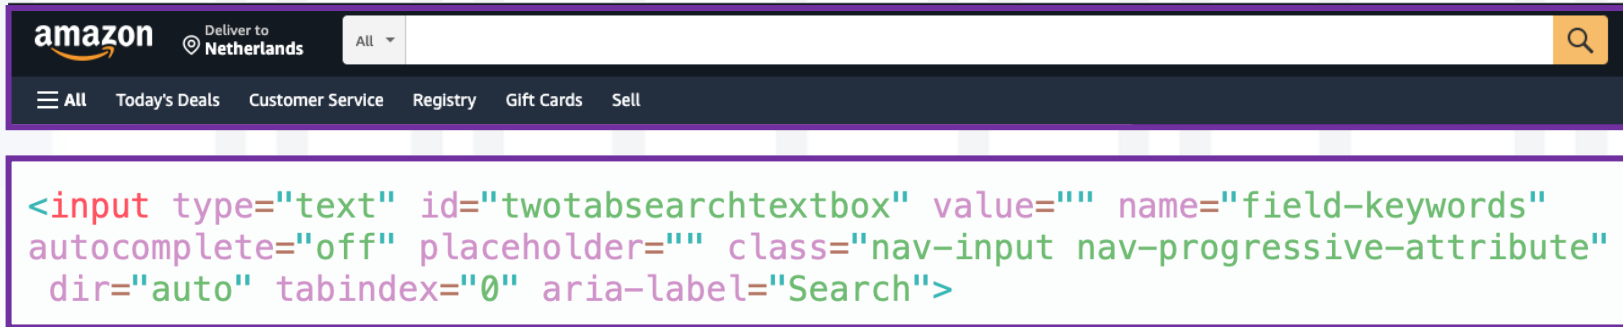 amazon
Deliver to
Netherlands
All
All Today's Deals Customer Service Registry Gift Cards Sell
<input type="text" id="twotabsearchtextbox" value="" name="field-keywords"
autocomplete="off" placeholder="" class="nav-input nav-progressive-attribute"
dir="auto" tabindex="0" aria-label="Search">